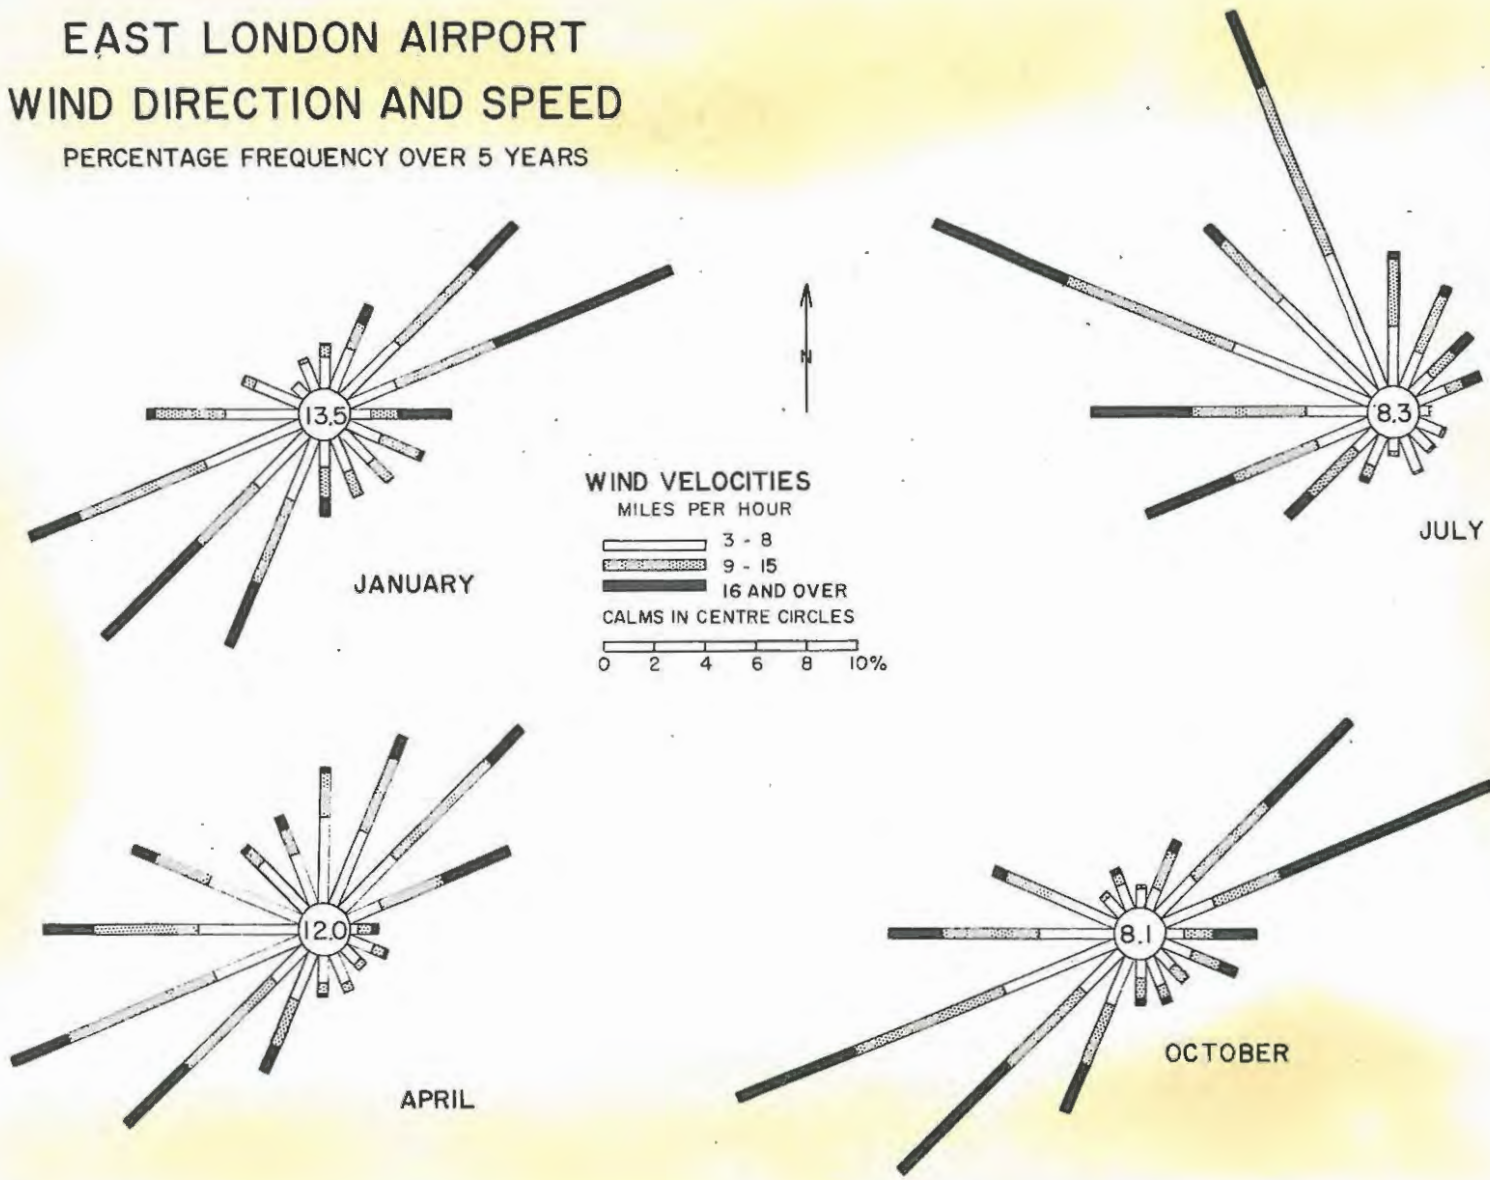 EAST LONDON AIRPORT
WIND DIRECTION AND SPEED
PERCENTAGE FREQUENCY OVER 5 YEARS
13.5
JANUARY
N
8.3
JULY
WIND VELOCITIES
MILES PER HOUR
3 - 8
9 - 15
16 AND OVER
CALMS IN CENTRE CIRCLES
0 2 4 6 8 10%
12.0
APRIL
8.1
OCTOBER